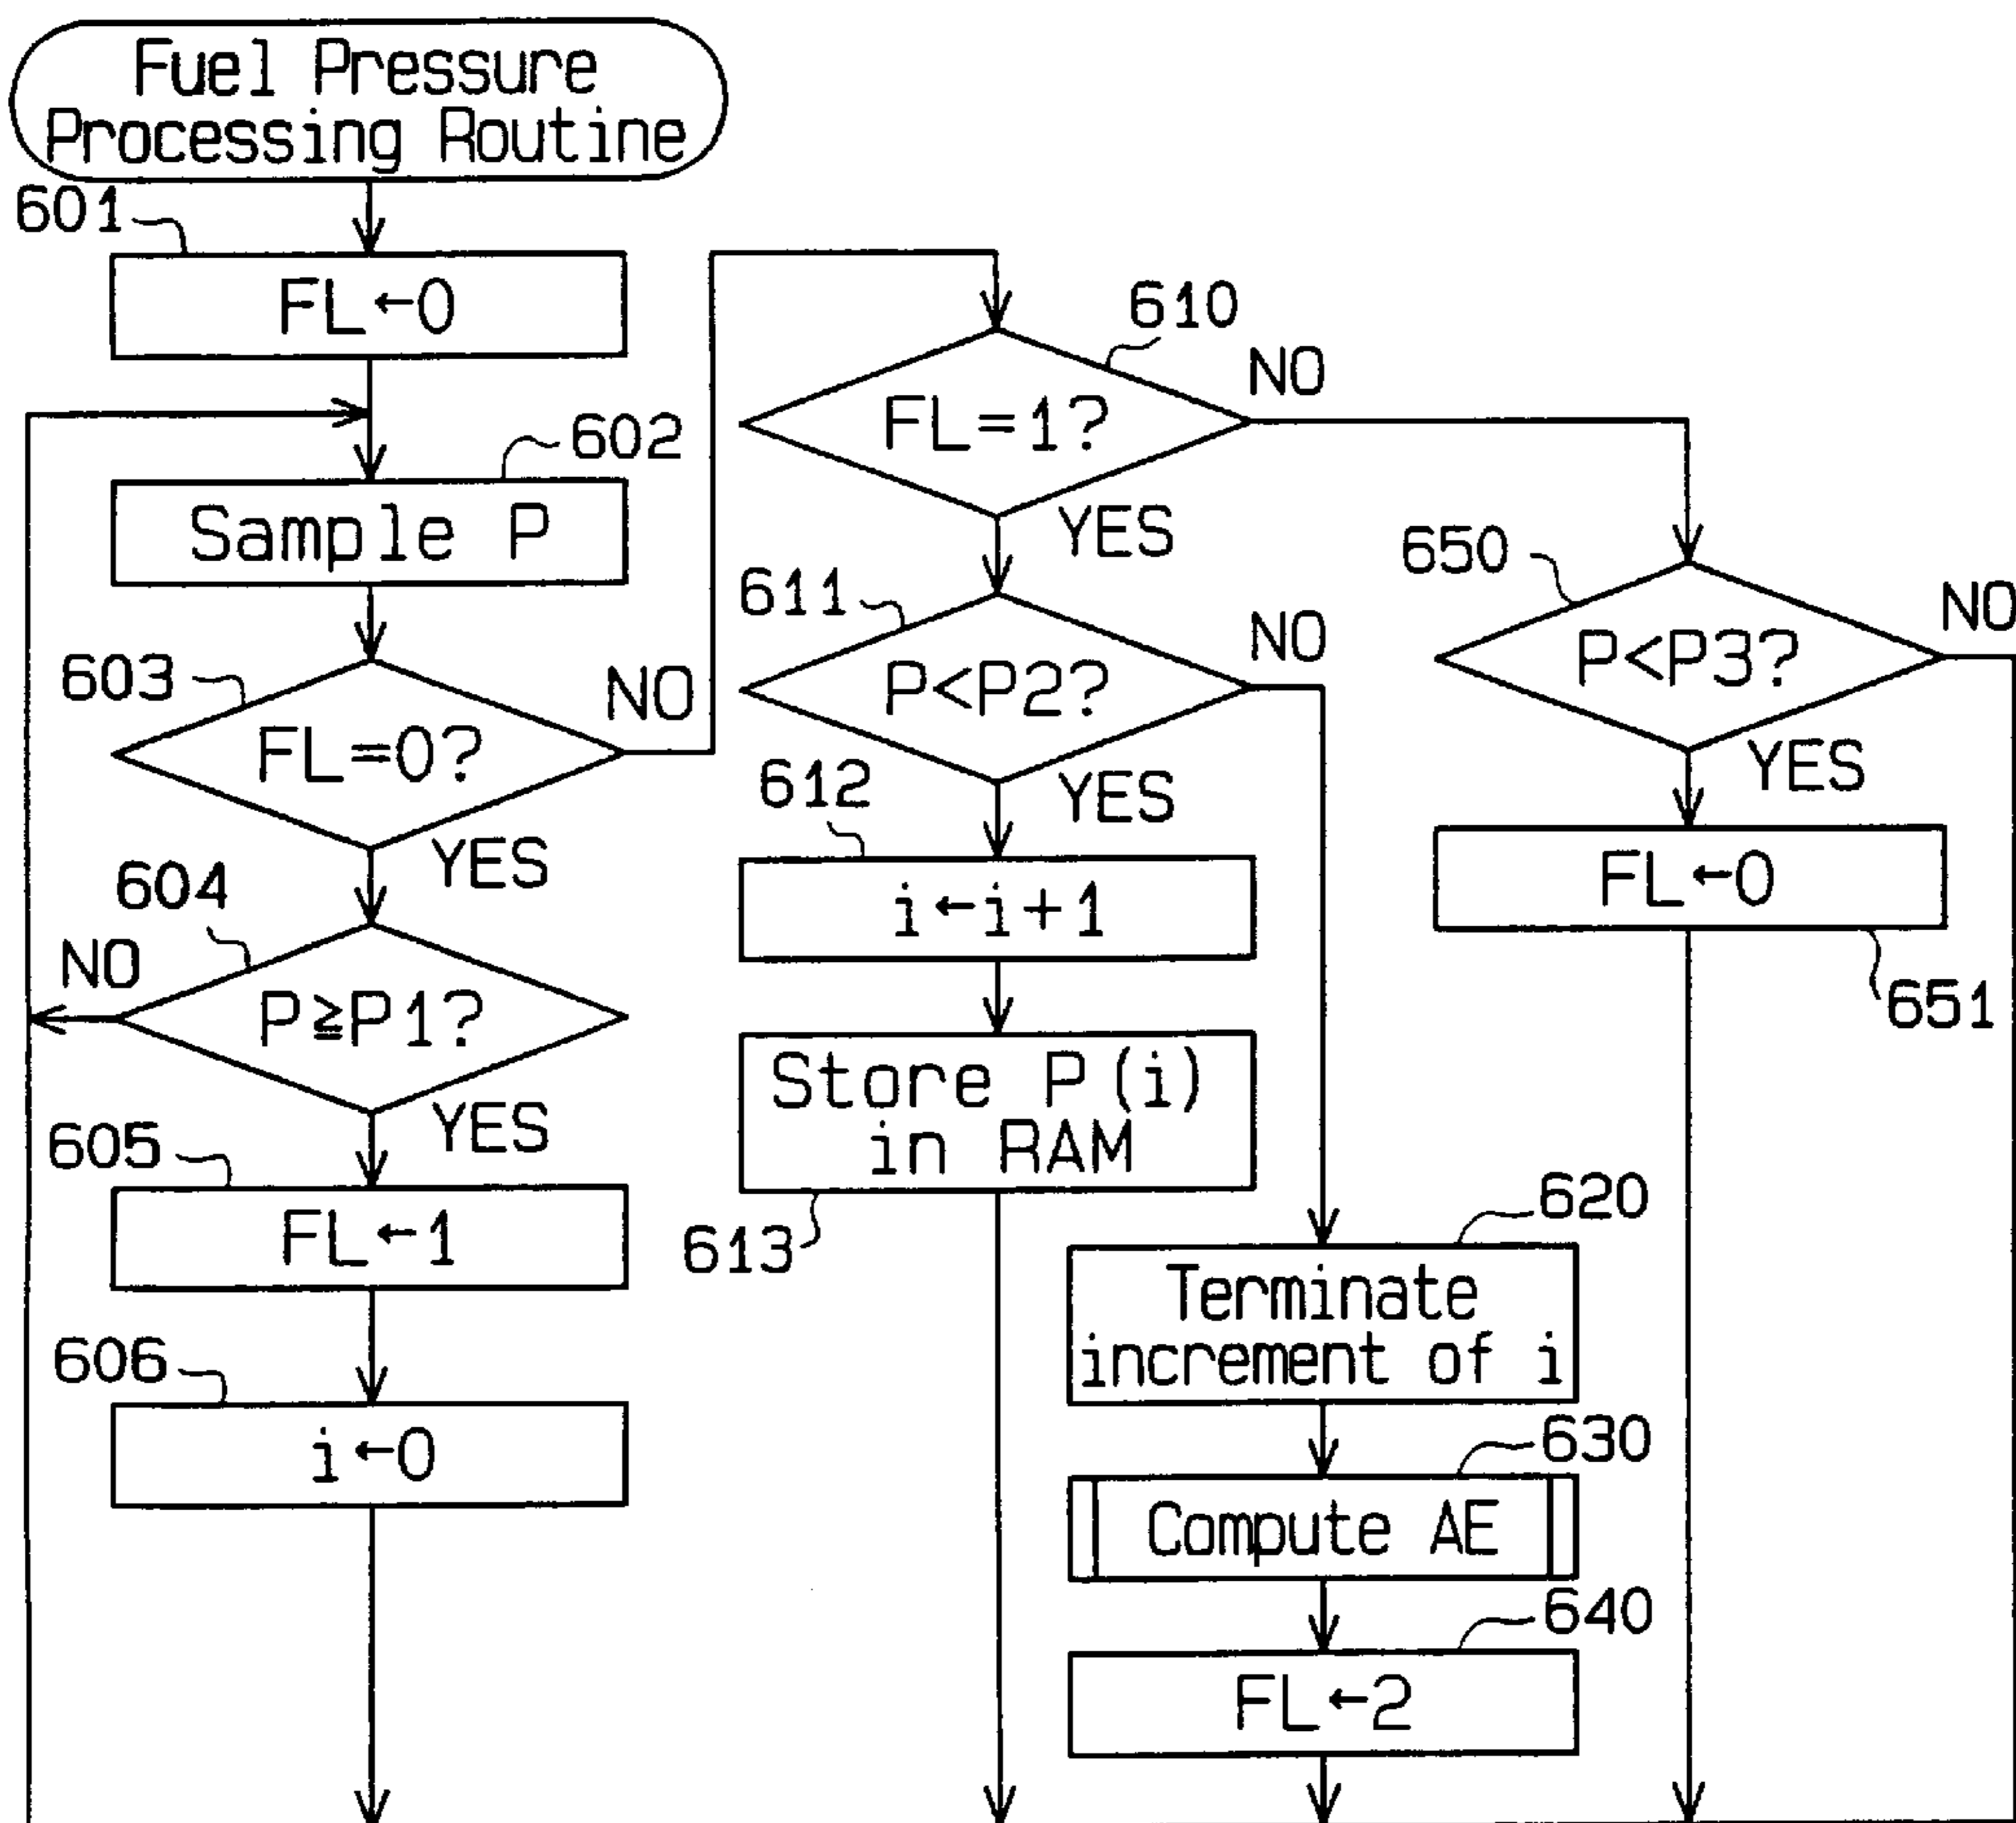 Fuel Pressure
Processing Routine
601
FL←0
602
Sample P
603
FL=0?
NO
YES
604
NO
P≧P1?
YES
605
FL←1
606
i←0
610
FL=1?
NO
YES
611
P<P2?
NO
YES
612
i←i+1
Store P(i)
in RAM
613
620
Terminate
increment of i
630
Compute AE
640
FL←2
650
P<P3?
NO
YES
FL←0
651